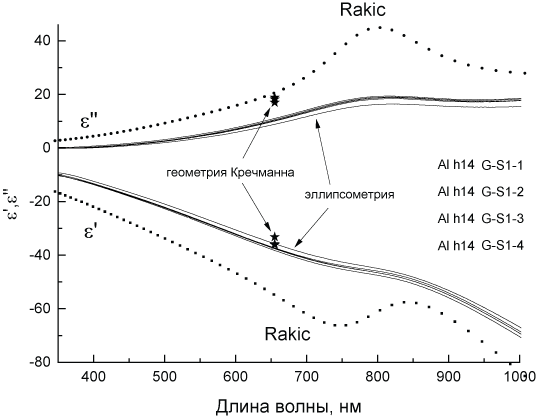 Rakic
40
20
0
-20
-40
-60
-80
ε',ε''
ε''
геометрия Кречманна
эллипсометрия
Al h14 G-S1-1
Al h14 G-S1-2
Al h14 G-S1-3
Al h14 G-S1-4
ε'
Rakic
400 500 600 700 800 900 1000
Длина волны, нм